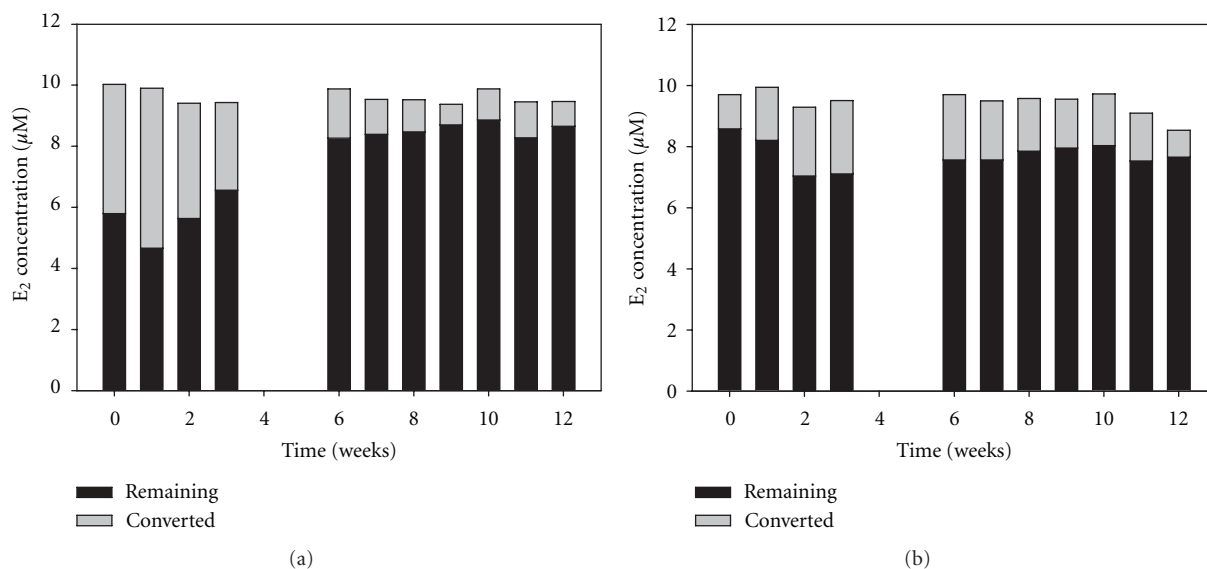 12
10
8
6
4
2
0
E₂ concentration (μM)
0 2 4 6 8 10 12
Time (weeks)
Remaining
Converted
(a)
12
10
8
6
4
2
0
E₂ concentration (μM)
0 2 4 6 8 10 12
Time (weeks)
Remaining
Converted
(b)